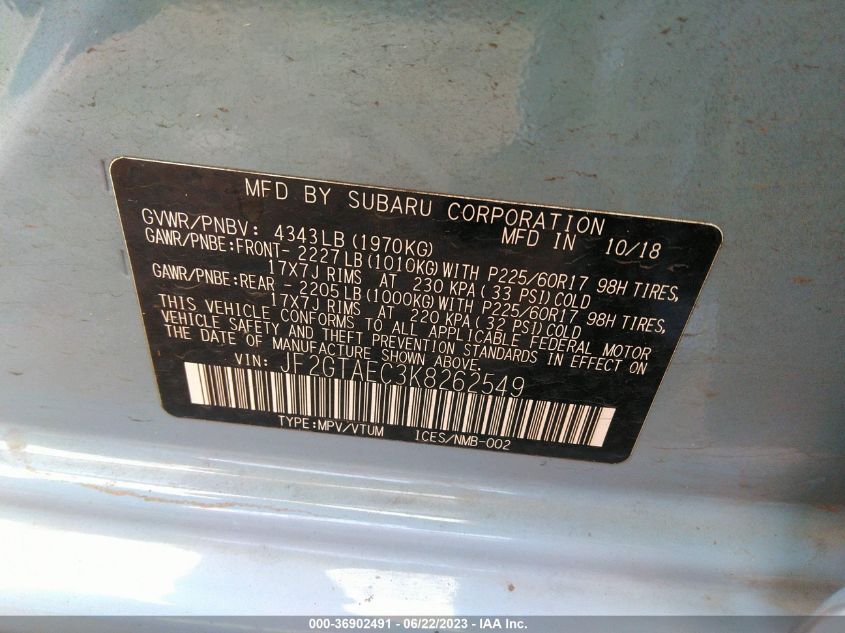 MFD BY SUBARU CORPORATION
GVWR/PNBV: 4343LB(1970KG) MFD IN 10/18
GAWR/PNBE:FRONT- 2227LB(1010KG)WITH P225/60R17 98H TIRES,
17X7J RIMS AT 230 KPA(33 PSI)COLD
GAWR/PNBE:REAR - 2205LB(1000KG)WITH P225/60R17 98H TIRES,
17X7J RIMS AT 220 KPA(32 PSI)COLD
THIS VEHICLE CONFORMS TO ALL APPLICABLE FEDERAL MOTOR
VEHICLE SAFETY AND THEFT PREVENTION STANDARDS IN EFFECT ON
THE DATE OF MANUFACTURE SHOWN ABOVE.
VIN: JF2GTAEC3K8262549
TYPE:MPV/VTUM ICES/NMB-002
000-36902491 - 06/22/2023 - IAA Inc.